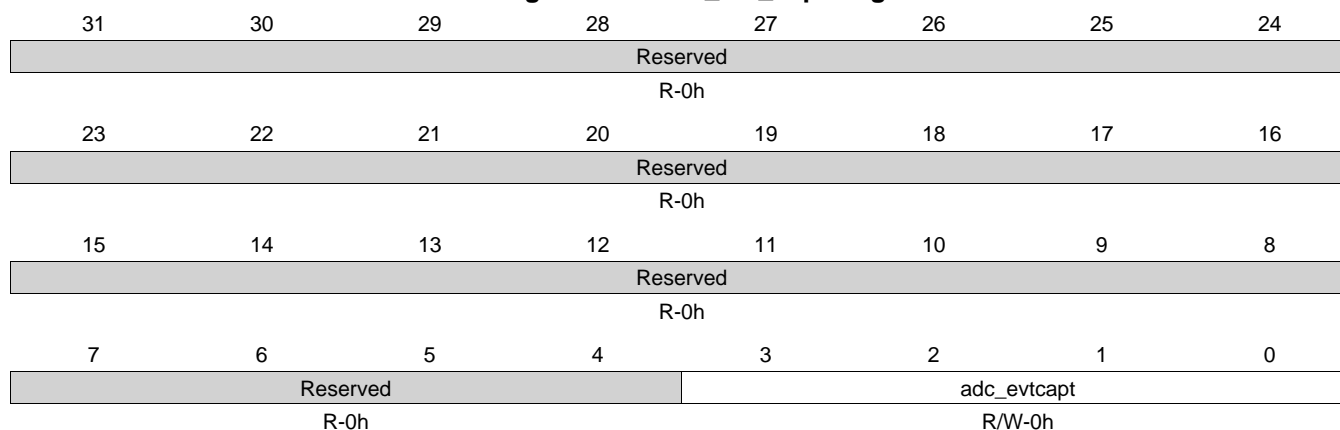 31 30 29 28 27 26 25 24
Reserved
R-0h
23 22 21 20 19 18 17 16
Reserved
R-0h
15 14 13 12 11 10 9 8
Reserved
R-0h
7 6 5 4 3 2 1 0
Reserved adc_evtcapt
R-0h R/W-0h